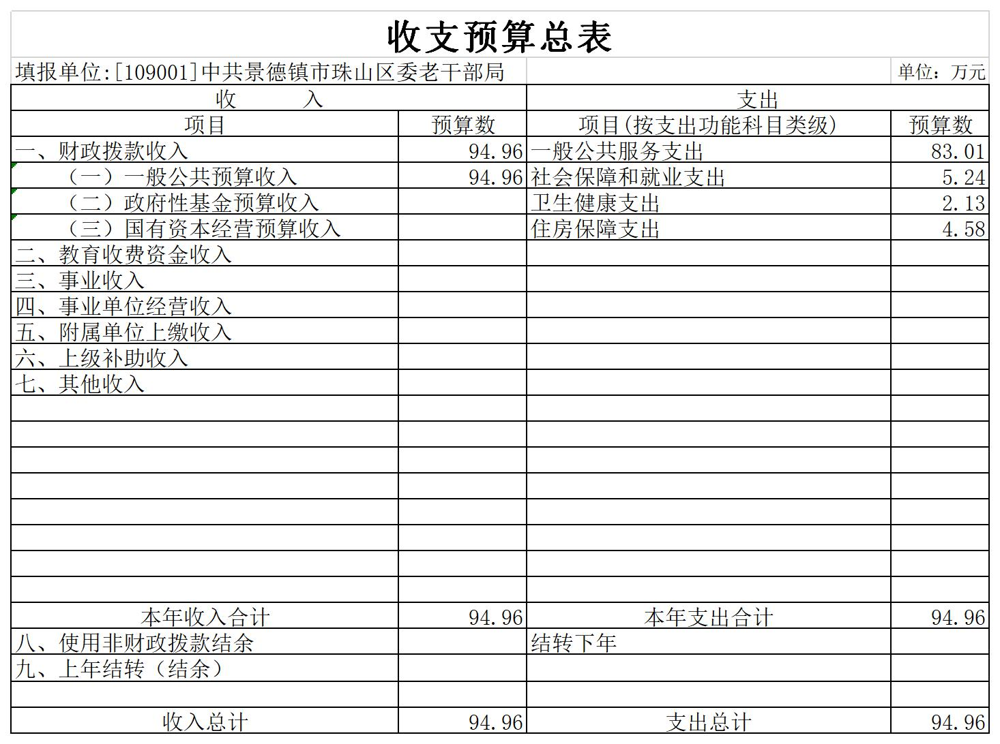 收支预算总表
填报单位:[109001]中共景德镇市珠山区委老干部局 单位：万元
收 入 支出
项目 预算数 项目(按支出功能科目类级) 预算数
一、财政拨款收入 94.96 一般公共服务支出 83.01
（一）一般公共预算收入 94.96 社会保障和就业支出 5.24
（二）政府性基金预算收入 卫生健康支出 2.13
（三）国有资本经营预算收入 住房保障支出 4.58
二、教育收费资金收入
三、事业收入
四、事业单位经营收入
五、附属单位上缴收入
六、上级补助收入
七、其他收入
本年收入合计 94.96 本年支出合计 94.96
八、使用非财政拨款结余 结转下年
九、上年结转（结余）
收入总计 94.96 支出总计 94.96